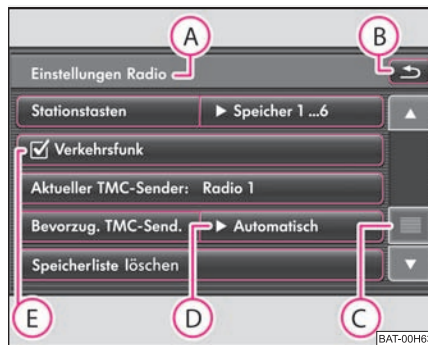 A
B
Einstellungen Radio
Stationstasten Speicher 1 ...6
Verkehrsfunk
Aktueller TMC-Sender: Radio 1
Bevorzug. TMC-Send. Automatisch
Speicherliste löschen
E
D
C